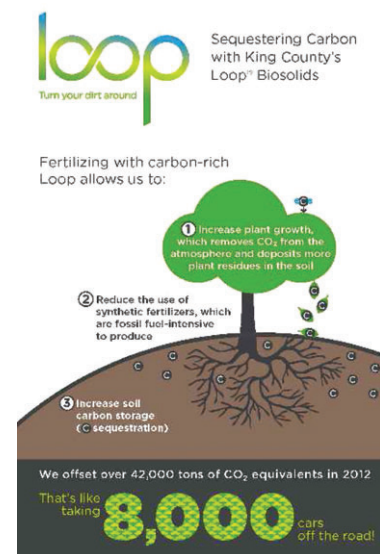 loop
Turn your dirt around
Sequestering Carbon
with King County's
Loop® Biosolids
Fertilizing with carbon-rich
Loop allows us to:
C
① Increase plant growth,
which removes CO₂ from the
atmosphere and deposits more
plant residues in the soil
C
C
C
② Reduce the use of
synthetic fertilizers, which
are fossil fuel-intensive
to produce
③ Increase soil
carbon storage
(C sequestration)
We offset over 42,000 tons of CO₂ equivalents in 2012
That's like
taking
8,000
cars
off the road!